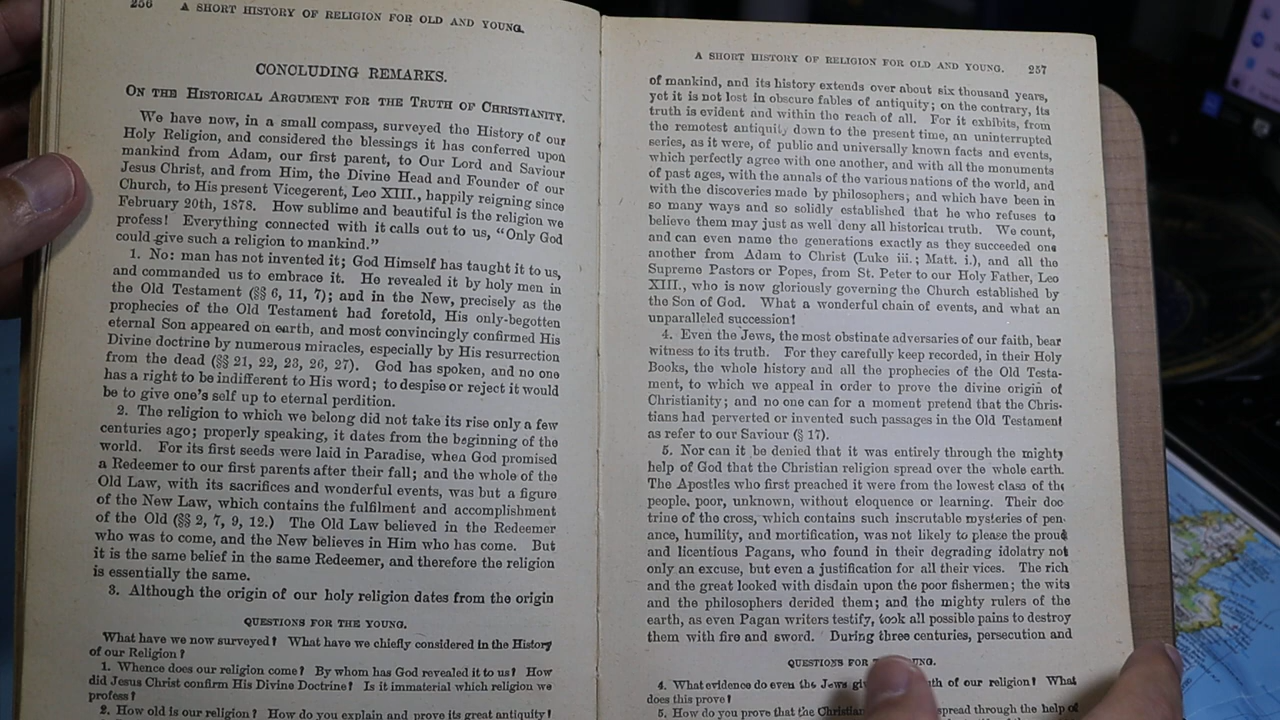 256 A SHORT HISTORY OF RELIGION FOR OLD AND YOUNG.
CONCLUDING REMARKS.
ON THE HISTORICAL ARGUMENT FOR THE TRUTH OF CHRISTIANITY.
We have now, in a small compass, surveyed the History of our
Holy Religion, and considered the blessings it has conferred upon
mankind from Adam, our first parent, to Our Lord and Saviour
Jesus Christ, and from Him, the Divine Head and Founder of our
Church, to His present Vicegerent, Leo XIII., happily reigning since
February 20th, 1878. How sublime and beautiful is the religion we
profess! Everything connected with it calls out to us, "Only God
could give such a religion to mankind."
1. No: man has not invented it; God Himself has taught it to us,
and commanded us to embrace it. He revealed it by holy men in
the Old Testament (§§ 6, 11, 7); and in the New, precisely as the
prophecies of the Old Testament had foretold, His only-begotten
eternal Son appeared on earth, and most convincingly confirmed His
Divine doctrine by numerous miracles, especially by His resurrection
from the dead (§§ 21, 22, 23, 26, 27). God has spoken, and no one
has a right to be indifferent to His word; to despise or reject it would
be to give one's self up to eternal perdition.
2. The religion to which we belong did not take its rise only a few
centuries ago; properly speaking, it dates from the beginning of the
world. For its first seeds were laid in Paradise, when God promised
a Redeemer to our first parents after their fall; and the whole of the
Old Law, with its sacrifices and wonderful events, was but a figure
of the New Law, which contains the fulfilment and accomplishment
of the Old (§§ 2, 7, 9, 12.) The Old Law believed in the Redeemer
who was to come, and the New believes in Him who has come. But
it is the same belief in the same Redeemer, and therefore the religion
is essentially the same.
3. Although the origin of our holy religion dates from the origin
QUESTIONS FOR THE YOUNG.
What have we now surveyed? What have we chiefly considered in the History
of our Religion?
1. Whence does our religion come? By whom has God revealed it to us? How
did Jesus Christ confirm His Divine Doctrine? Is it immaterial which religion we
profess?
2. How old is our religion? How do you explain and prove its great antiquity?
A SHORT HISTORY OF RELIGION FOR OLD AND YOUNG. 257
of mankind, and its history extends over about six thousand years,
yet it is not lost in obscure fables of antiquity; on the contrary, its
truth is evident and within the reach of all. For it exhibits, from
the remotest antiquity down to the present time, an uninterrupted
series, as it were, of public and universally known facts and events,
which perfectly agree with one another, and with all the monuments
of past ages, with the annals of the various nations of the world, and
with the discoveries made by philosophers; and which have been in
so many ways and so solidly established that he who refuses to
believe them may just as well deny all historical truth. We count,
and can even name the generations exactly as they succeeded one
another from Adam to Christ (Luke iii.; Matt. i.), and all the
Supreme Pastors or Popes, from St. Peter to our Holy Father, Leo
XIII., who is now gloriously governing the Church established by
the Son of God. What a wonderful chain of events, and what an
unparalleled succession!
4. Even the Jews, the most obstinate adversaries of our faith, bear
witness to its truth. For they carefully keep recorded, in their Holy
Books, the whole history and all the prophecies of the Old Testa-
ment, to which we appeal in order to prove the divine origin of
Christianity; and no one can for a moment pretend that the Chris-
tians had perverted or invented such passages in the Old Testament
as refer to our Saviour (§ 17).
5. Nor can it be denied that it was entirely through the mighty
help of God that the Christian religion spread over the whole earth.
The Apostles who first preached it were from the lowest class of the
people, poor, unknown, without eloquence or learning. Their doc
trine of the cross, which contains such inscrutable mysteries of pen-
ance, humility, and mortification, was not likely to please the proud
and licentious Pagans, who found in their degrading idolatry not
only an excuse, but even a justification for all their vices. The rich
and the great looked with disdain upon the poor fishermen; the wits
and the philosophers derided them; and the mighty rulers of the
earth, as even Pagan writers testify, took all possible pains to destroy
them with fire and sword. During three centuries, persecution and
QUESTIONS FOR UNG.
4. What evidence do even the Jews giv uth of our religion? What
does this prove?
5. How do you prove that the Christian spread through the help of